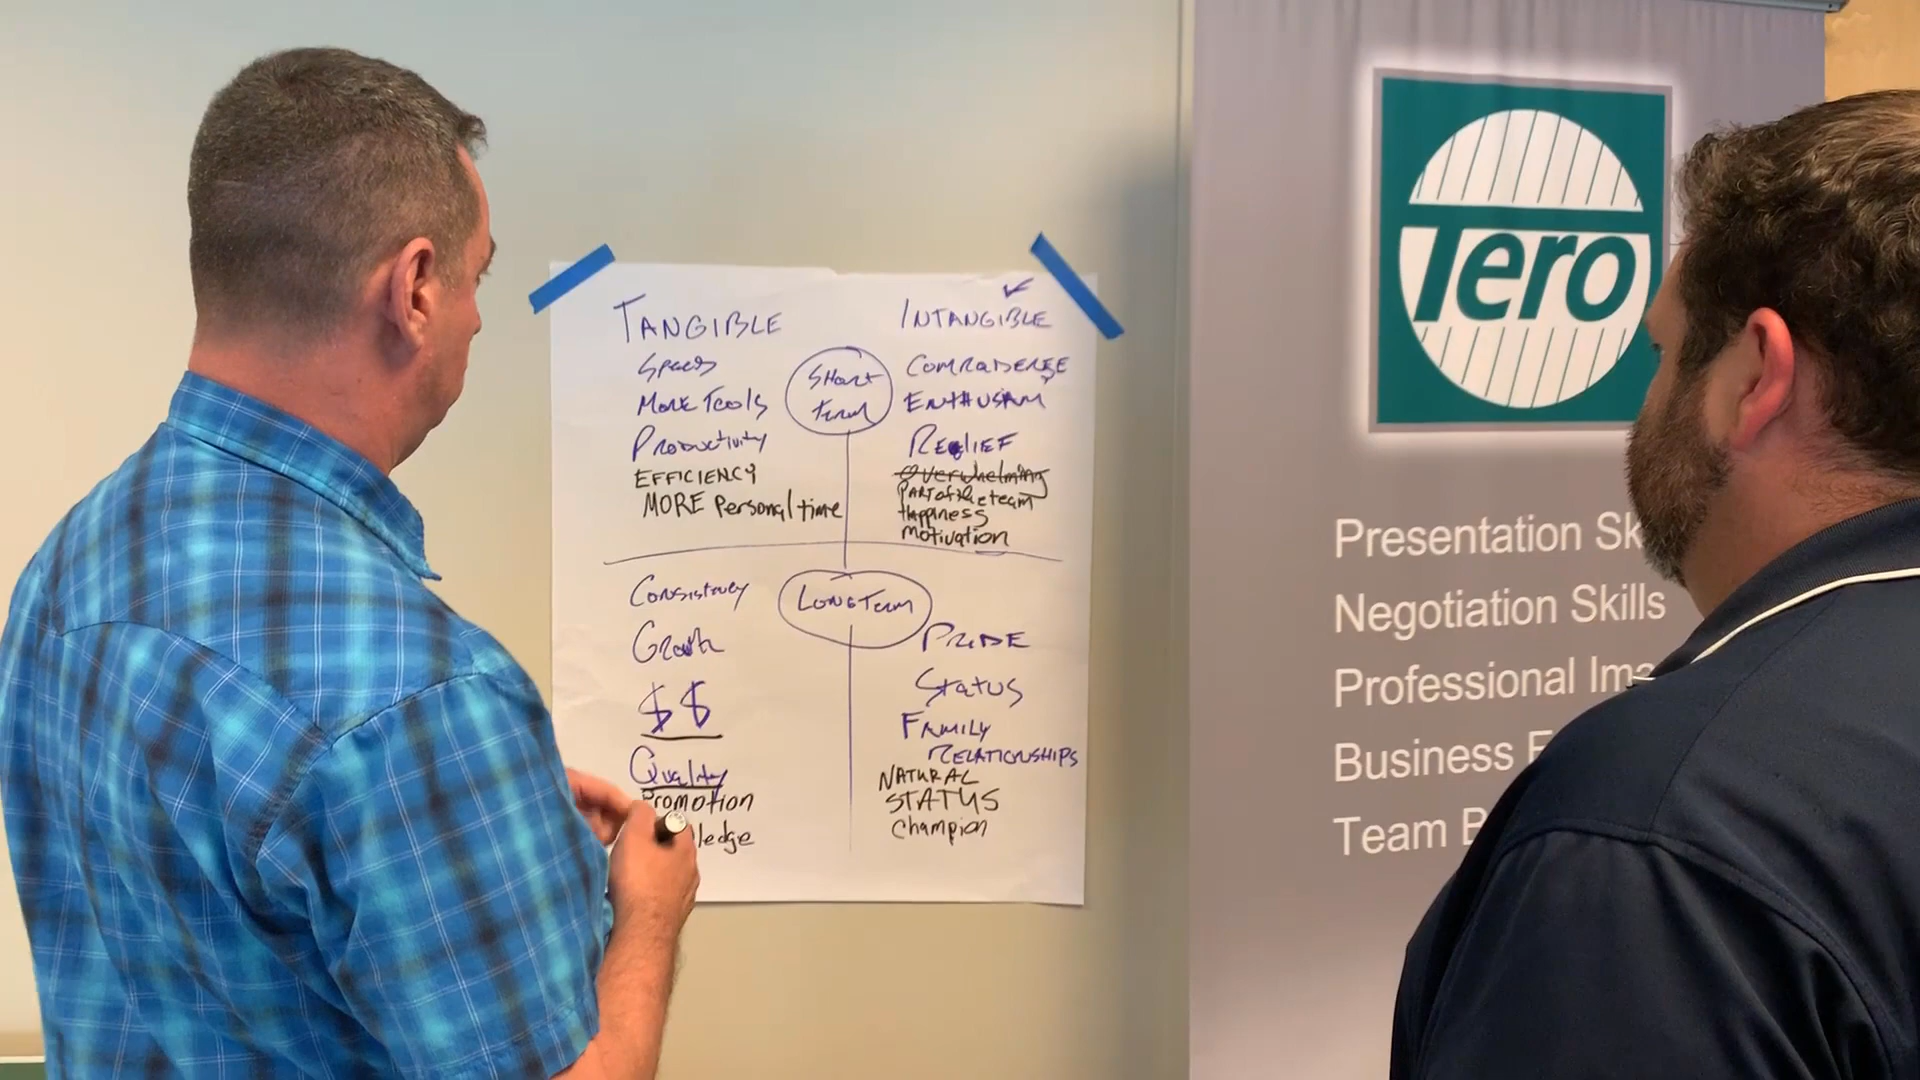 TANGIBLE
Speed
More Tools
Productivity
EFFICIENCY
MORE Personal time
INTANGIBLE
COMRADERIE
ENTHUSAM
RELIEF
Overwhelming
PART of the team
Happiness
motivation
SHORT
TERM
LONG TERM
Consistency
Growth
$$
Quality
Promotion
ledge
PRIDE
STATUS
FAMILY
RELATIONSHIPS
NATURAL
STATUS
Champion
Tero
Presentation Sk
Negotiation Skills
Professional Ima
Business E
Team B